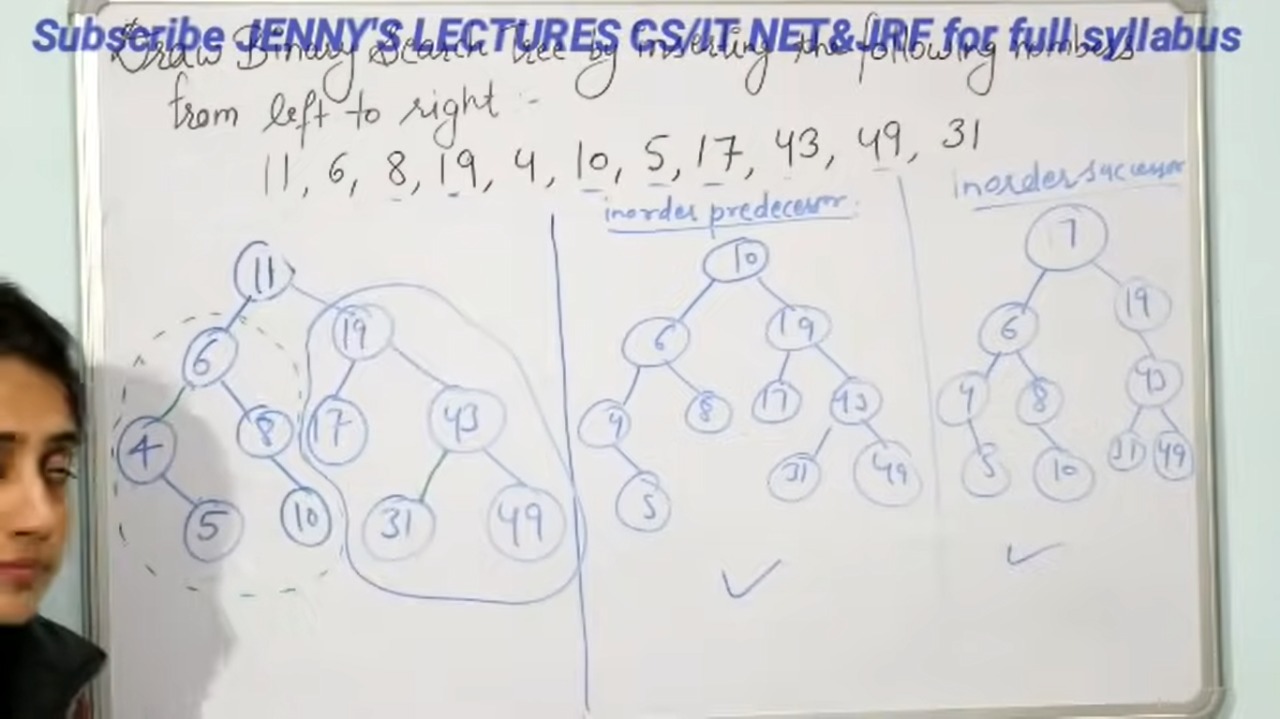 Subscribe JENNY'S LECTURES CS/IT NET&JRF for full syllabus
Draw Binary Search Tree by inserting the following numbers
from left to right :-
11, 6, 8, 19, 4, 10, 5, 17, 43, 49, 31
inorder predecessor. inorder successor
11 10 7
6 19 6 19 6 19
4 8 17 43 4 8 17 43 4 8 43
5 10 31 49 5 31 49 5 10 31 49